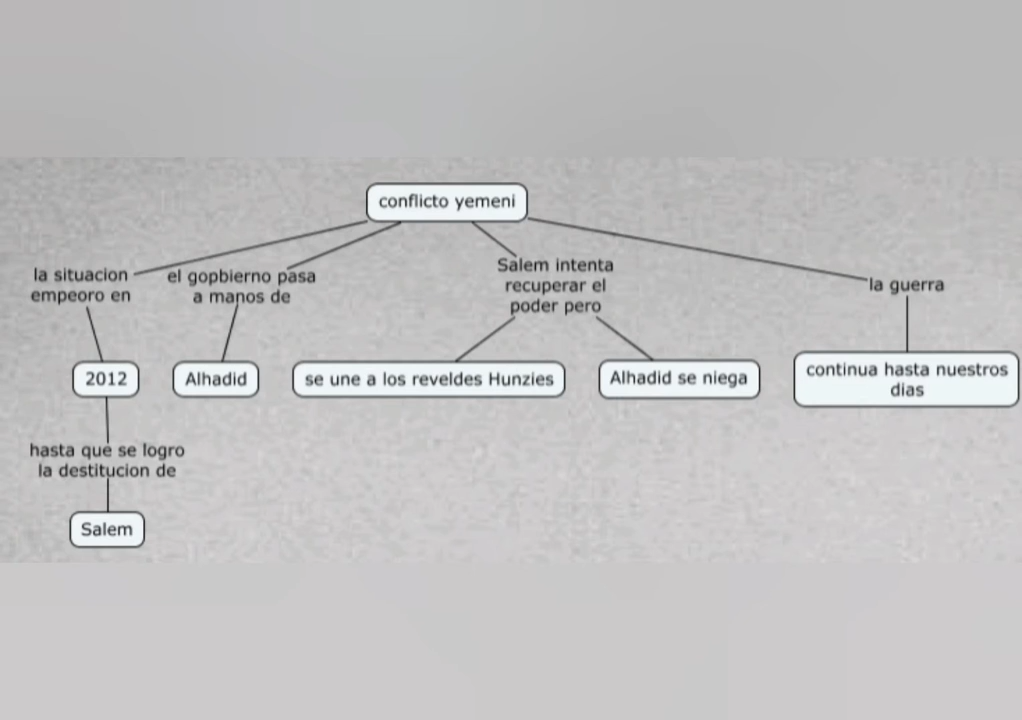 conflicto yemeni
la situacion
empeoro en
el gopbierno pasa
a manos de
Salem intenta
recuperar el
poder pero
la guerra
2012
Alhadid
se une a los reveldes Hunzies
Alhadid se niega
continua hasta nuestros
dias
hasta que se logro
la destitucion de
Salem